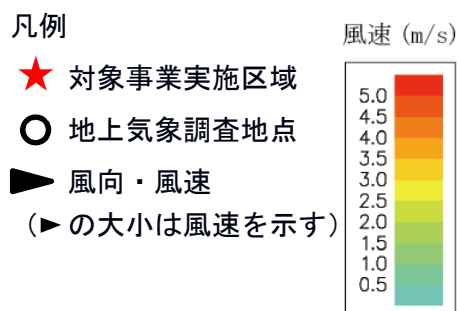 凡例
対象事業実施区域
地上気象調査地点
風向・風速
(▶の大小は風速を示す)
風速 (m/s)
5.0
4.5
4.0
3.5
3.0
2.5
2.0
1.5
1.0
0.5